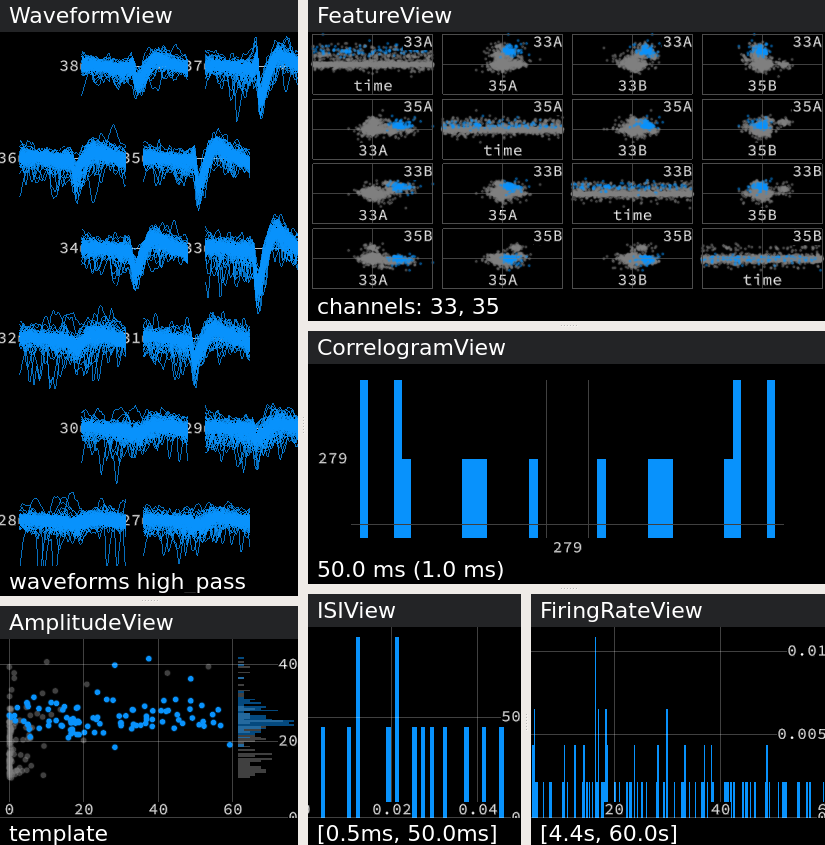 WaveformView
38
37
36
35
34
33
32
31
30
29
28
27
waveforms high_pass
FeatureView
33A 33A 33A 33A
time 35A 33B 35B
35A 35A 35A 35A
33A time 33B 35B
33B 33B 33B 33B
33A 35A time 35B
35B 35B 35B 35B
33A 35A 33B time
channels: 33, 35
CorrelogramView
279
279
50.0 ms (1.0 ms)
AmplitudeView
40
20
0
0 20 40 60
template
ISIView
50
0.02 0.04 0
[0.5ms, 50.0ms]
FiringRateView
0.01
0.005
20 40
[4.4s, 60.0s]